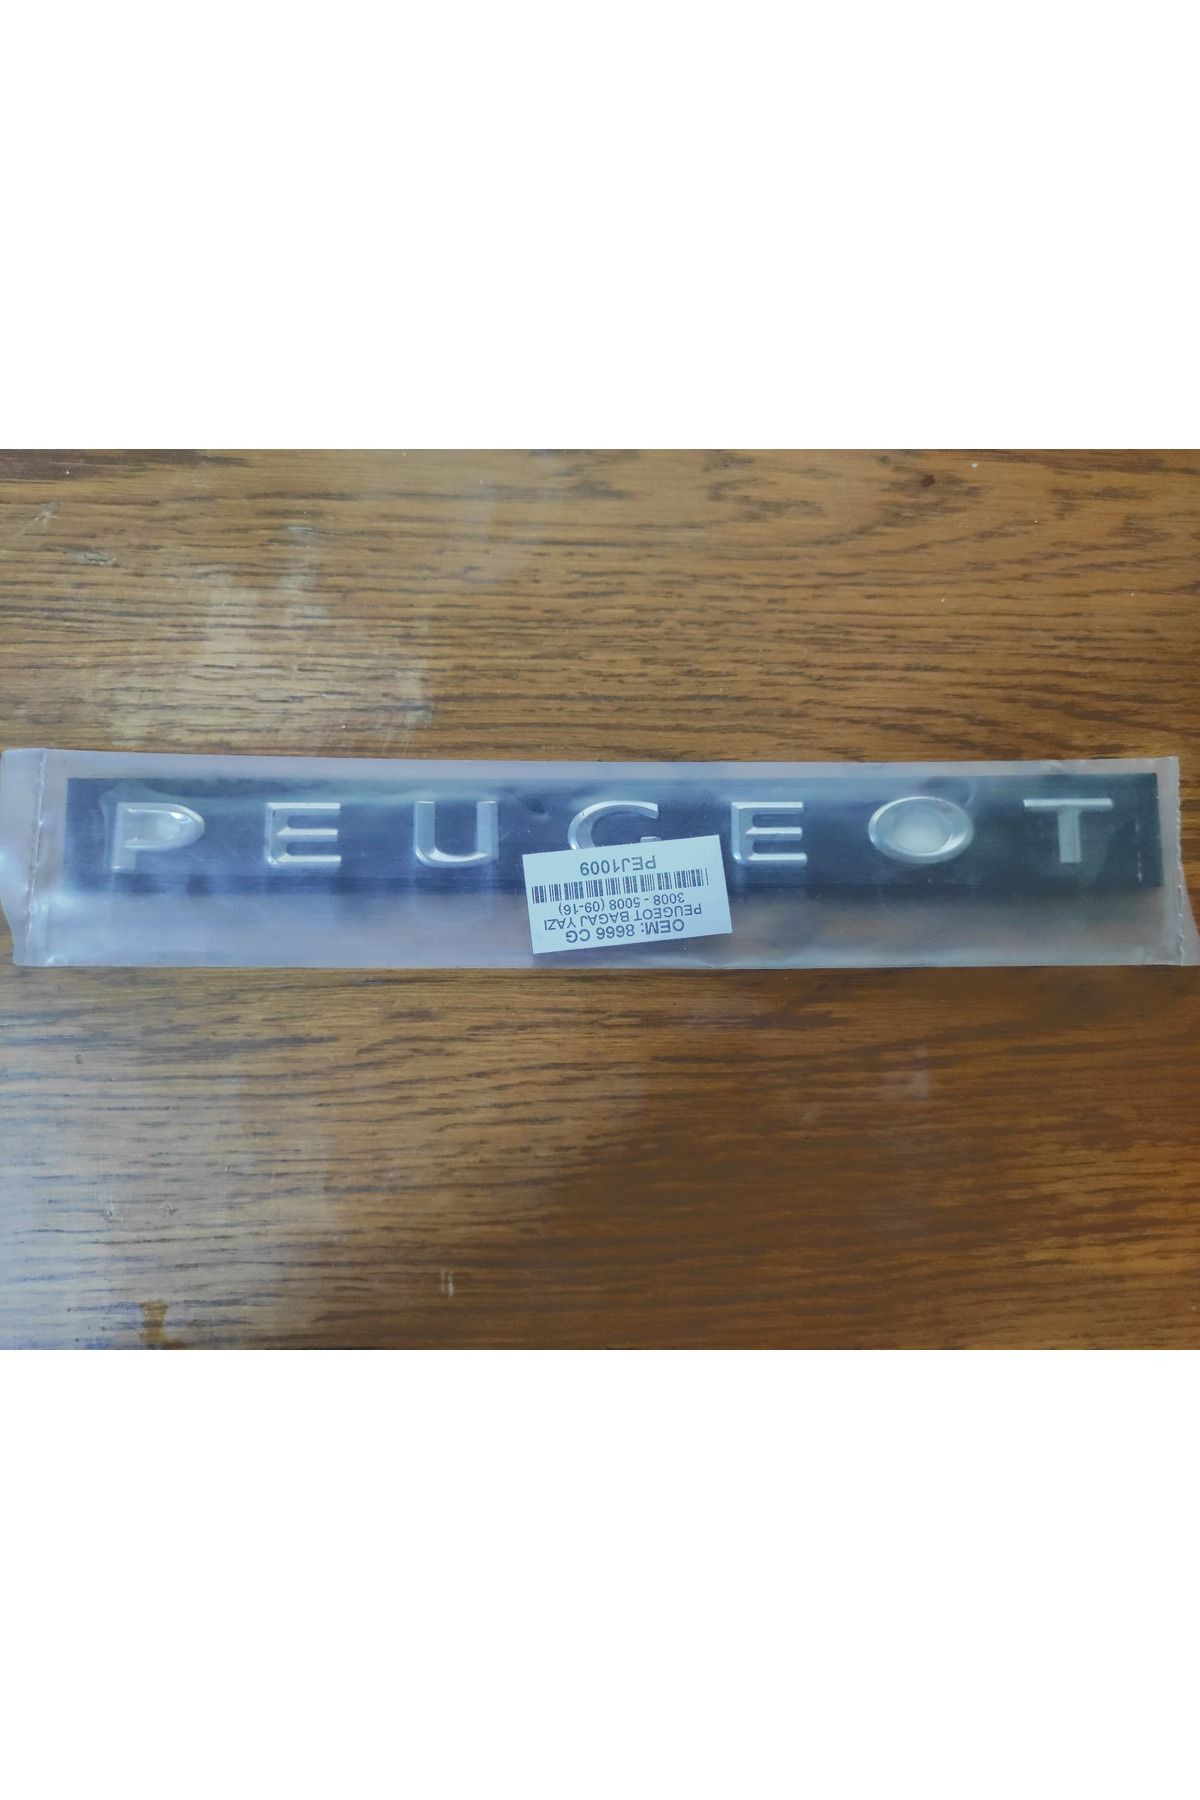 PEUGEOT
OEM: 8666 CG
PEUGEOT BAGAJ YAZI
3008 - 5008 (09-16)
PEJ1009